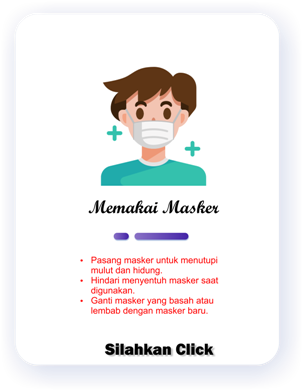 Memakai Masker
• Pasang masker untuk menutupi
mulut dan hidung.
• Hindari menyentuh masker saat
digunakan.
• Ganti masker yang basah atau
lembab dengan masker baru.
Silahkan Click